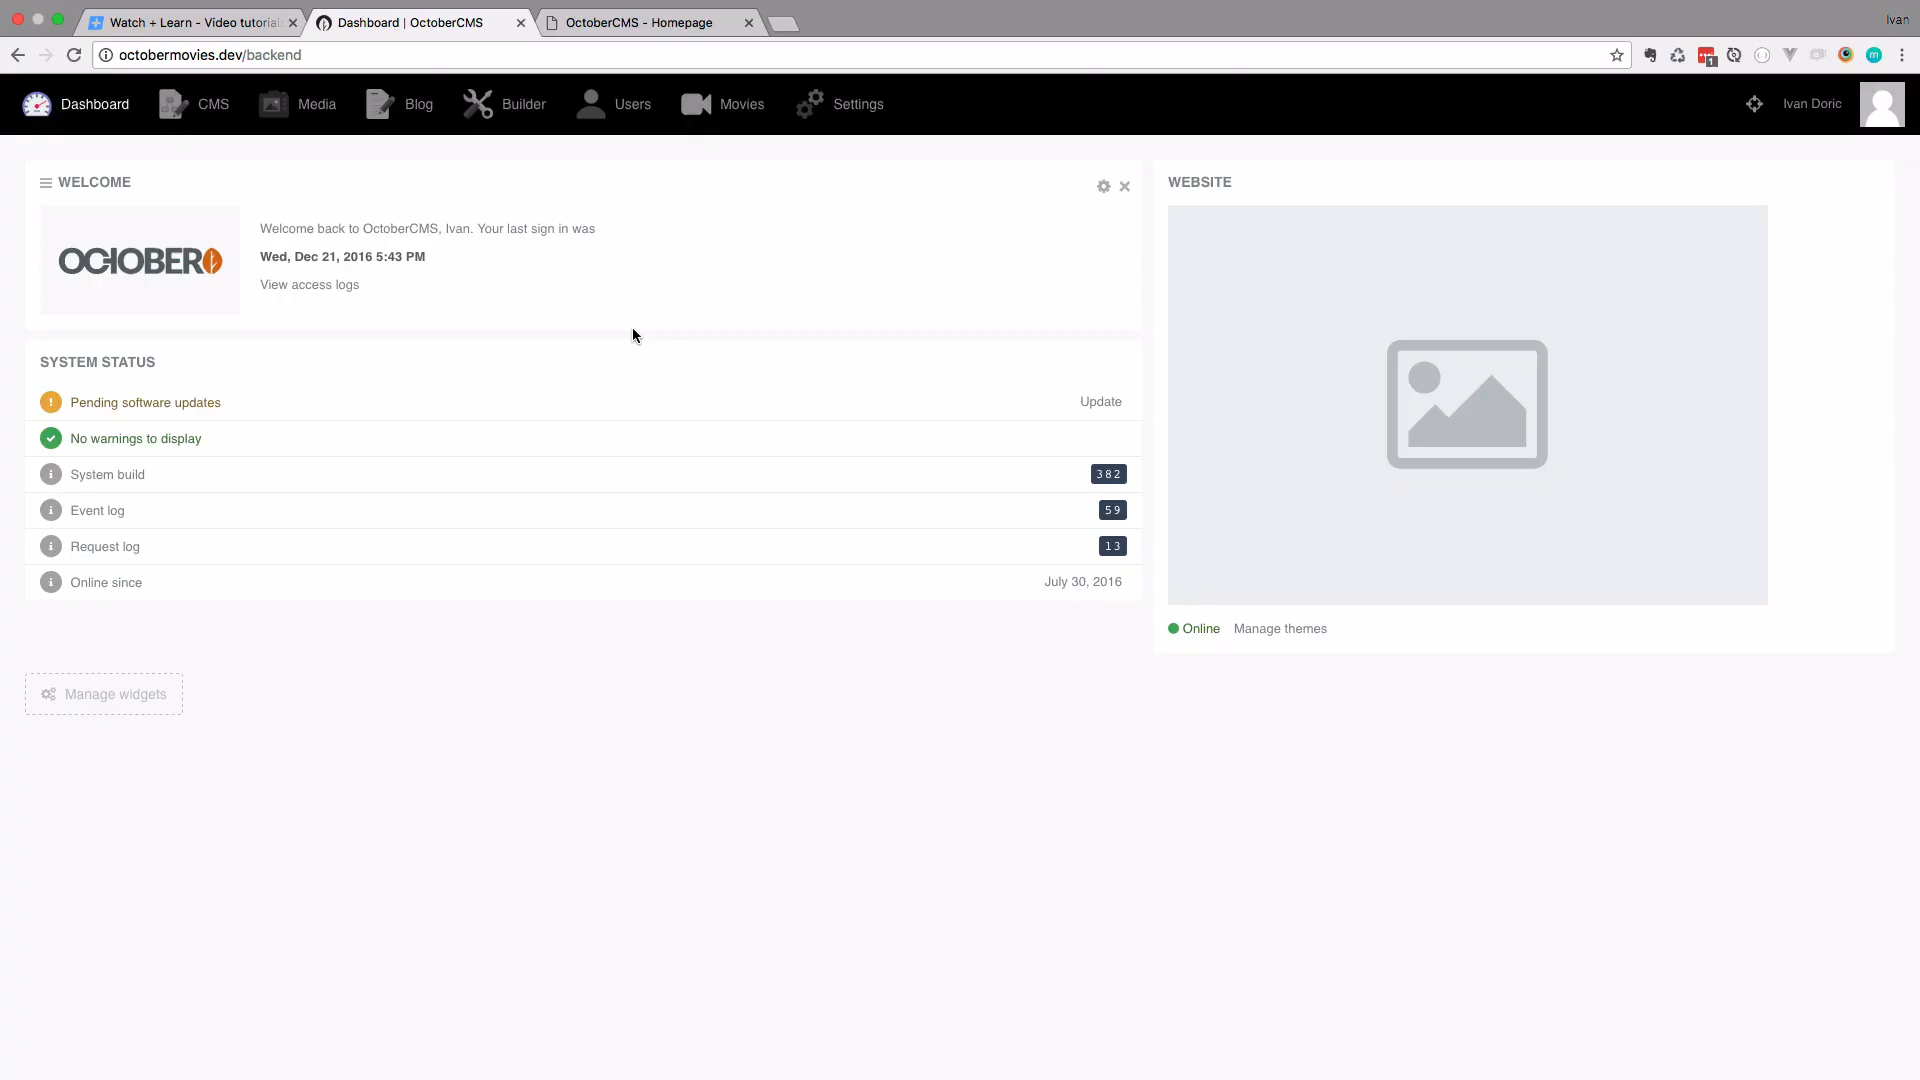 Watch + Learn - Video tutorial
Dashboard | OctoberCMS
OctoberCMS - Homepage
Ivan
octobermovies.dev/backend
1
m
Dashboard
CMS
Media
Blog
Builder
Users
Movies
Settings
Ivan Doric
WELCOME
OCTOBER
Welcome back to OctoberCMS, Ivan. Your last sign in was
Wed, Dec 21, 2016 5:43 PM
View access logs
WEBSITE
SYSTEM STATUS
Pending software updates
Update
No warnings to display
System build
382
Event log
59
Request log
13
Online since
July 30, 2016
Online
Manage themes
Manage widgets